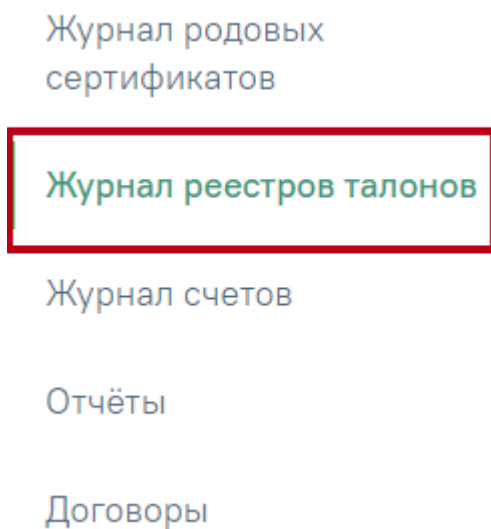 Журнал родовых
сертификатов
Журнал реестров талонов
Журнал счетов
Отчёты
Договоры